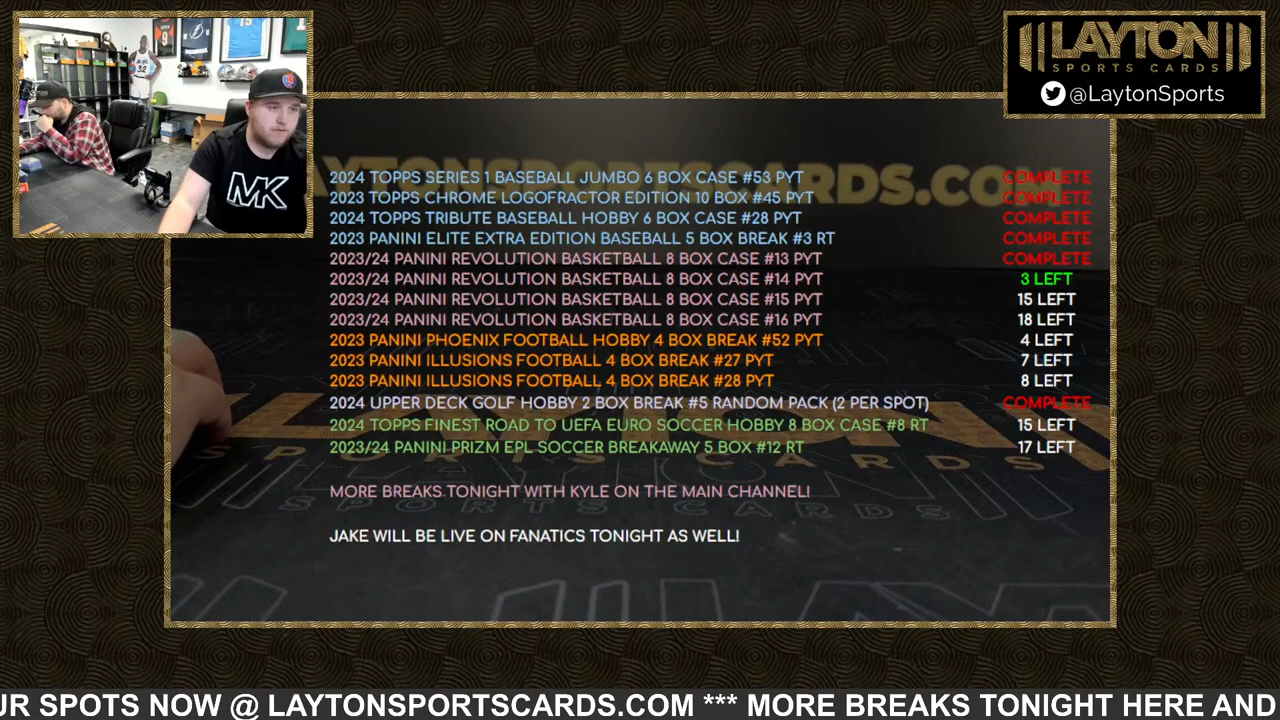 LAYTON
SPORTS CARDS
@LaytonSports
MK
LAYTONSPORTSCARDS.CO
2024 TOPPS SERIES 1 BASEBALL JUMBO 6 BOX CASE #53 PYT COMPLETE
2023 TOPPS CHROME LOGOFRACTOR EDITION 10 BOX #45 PYT COMPLETE
2024 TOPPS TRIBUTE BASEBALL HOBBY 6 BOX CASE #28 PYT COMPLETE
2023 PANINI ELITE EXTRA EDITION BASEBALL 5 BOX BREAK #3 RT COMPLETE
2023/24 PANINI REVOLUTION BASKETBALL 8 BOX CASE #13 PYT COMPLETE
2023/24 PANINI REVOLUTION BASKETBALL 8 BOX CASE #14 PYT 3 LEFT
2023/24 PANINI REVOLUTION BASKETBALL 8 BOX CASE #15 PYT 15 LEFT
2023/24 PANINI REVOLUTION BASKETBALL 8 BOX CASE #16 PYT 18 LEFT
2023 PANINI PHOENIX FOOTBALL HOBBY 4 BOX BREAK #52 PYT 4 LEFT
2023 PANINI ILLUSIONS FOOTBALL 4 BOX BREAK #27 PYT 7 LEFT
2023 PANINI ILLUSIONS FOOTBALL 4 BOX BREAK #28 PYT 8 LEFT
2024 UPPER DECK GOLF HOBBY 2 BOX BREAK #5 RANDOM PACK (2 PER SPOT) COMPLETE
2024 TOPPS FINEST ROAD TO UEFA EURO SOCCER HOBBY 8 BOX CASE #8 RT 15 LEFT
2023/24 PANINI PRIZM EPL SOCCER BREAKAWAY 5 BOX #12 RT 17 LEFT
MORE BREAKS TONIGHT WITH KYLE ON THE MAIN CHANNEL!
JAKE WILL BE LIVE ON FANATICS TONIGHT AS WELL!
UR SPOTS NOW @ LAYTONSPORTSCARDS.COM *** MORE BREAKS TONIGHT HERE AND